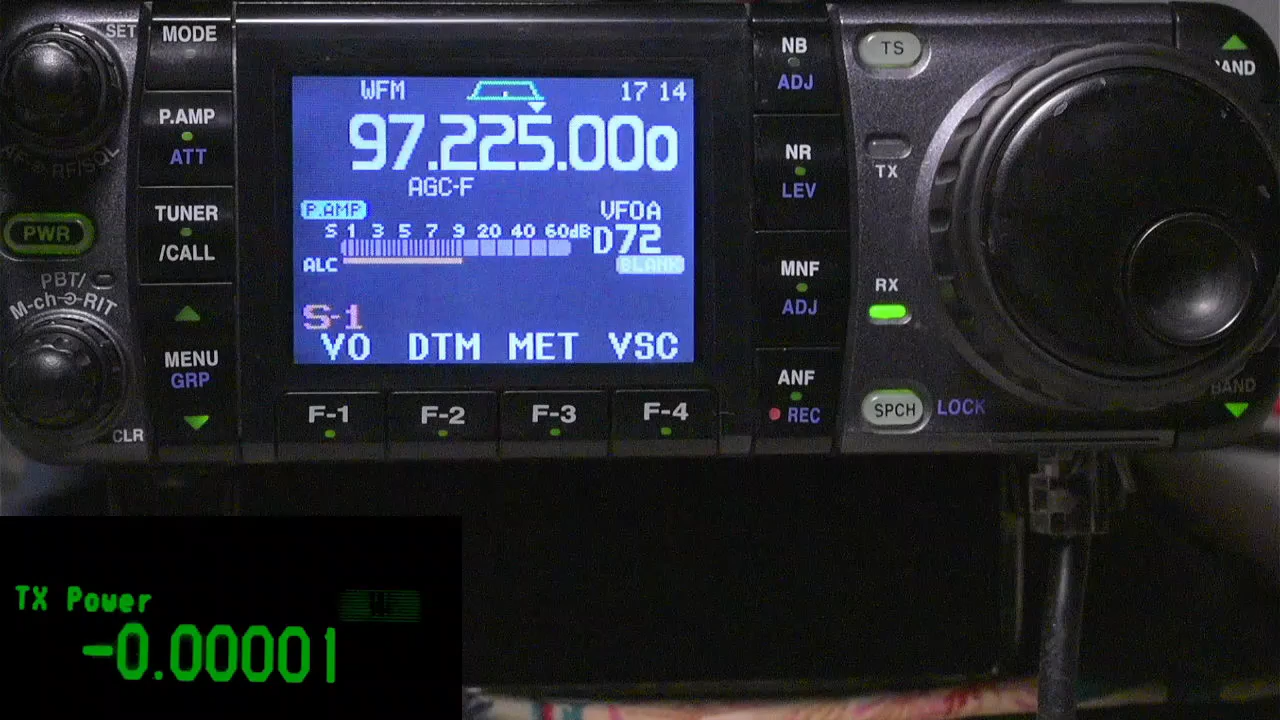 SET
MODE
P.AMP
ATT
AF RF/SQL
TUNER
/CALL
PWR
PBT/
M-ch RIT
MENU
GRP
CLR
WFM
17 14
97.225.000
AGC-F
P.AMP
VFOA
S 1 3 5 7 9 20 40 60dB
D72
ALC
BLANK
S-1
VO DTM MET VSC
F-1 F-2 F-3 F-4
NB
ADJ
NR
LEV
MNF
ADJ
ANF
REC
TS
TX
RX
SPCH LOCK
BAND
BAND
TX Power
-0.00001